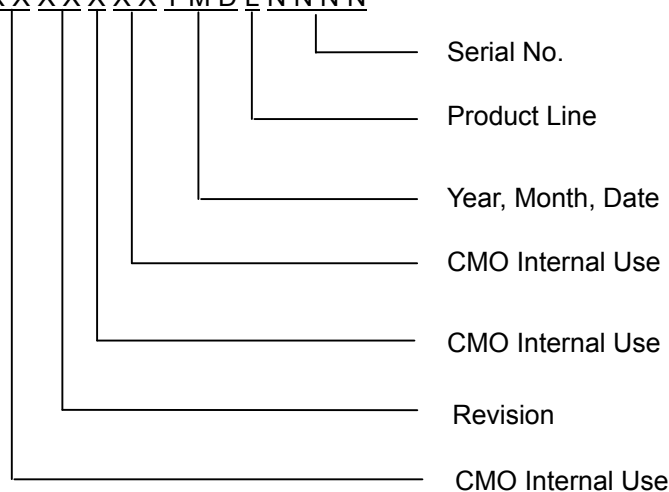 X X X X X X X Y M D L N N N N
Serial No.
Product Line
Year, Month, Date
CMO Internal Use
CMO Internal Use
Revision
CMO Internal Use